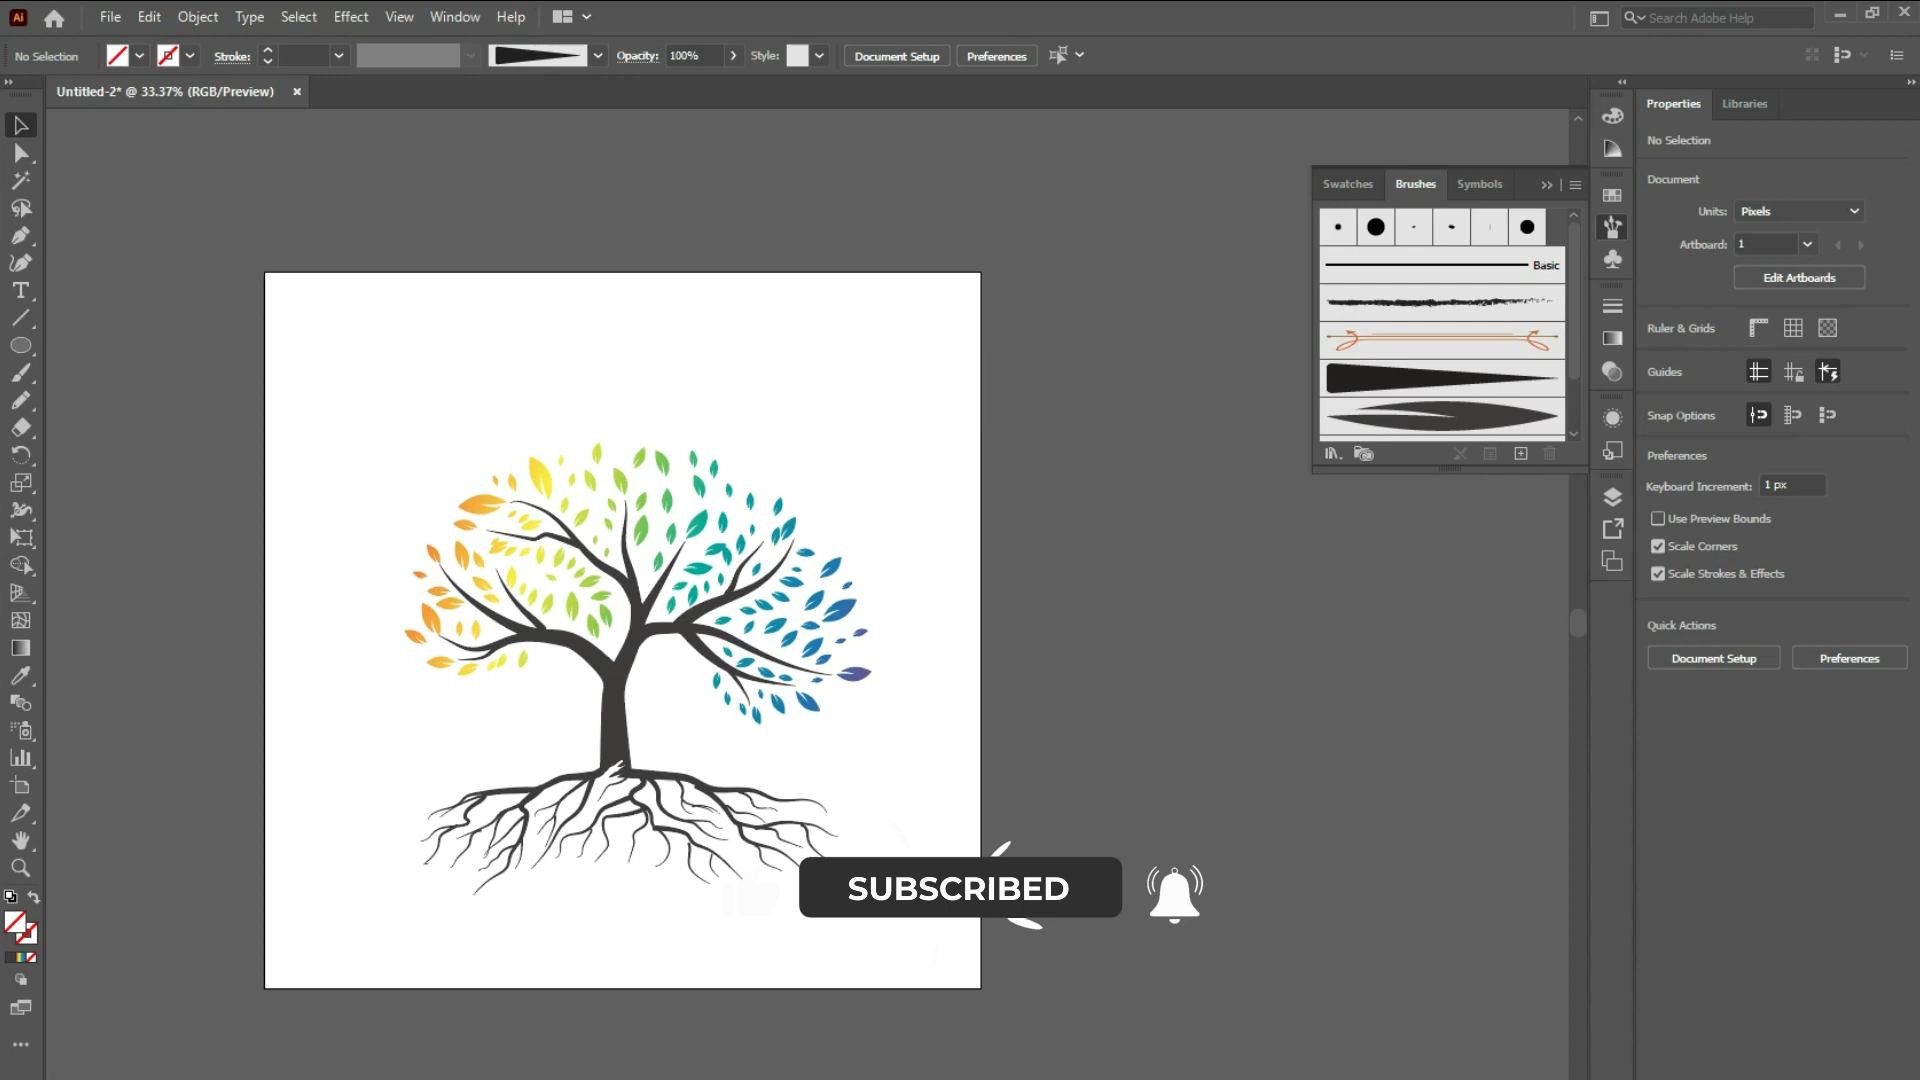 Ai File Edit Object Type Select Effect View Window Help Search Adobe Help
No Selection Stroke: Opacity: 100% Style: Document Setup Preferences
Untitled-2* @ 33.37% (RGB/Preview)
Properties Libraries
No Selection
Document
Units: Pixels
Artboard: 1
Edit Artboards
Ruler & Grids
Guides
Snap Options
Preferences
Keyboard Increment: 1 px
Use Preview Bounds
Scale Corners
Scale Strokes & Effects
Quick Actions
Document Setup Preferences
Swatches Brushes Symbols
Basic
SUBSCRIBED